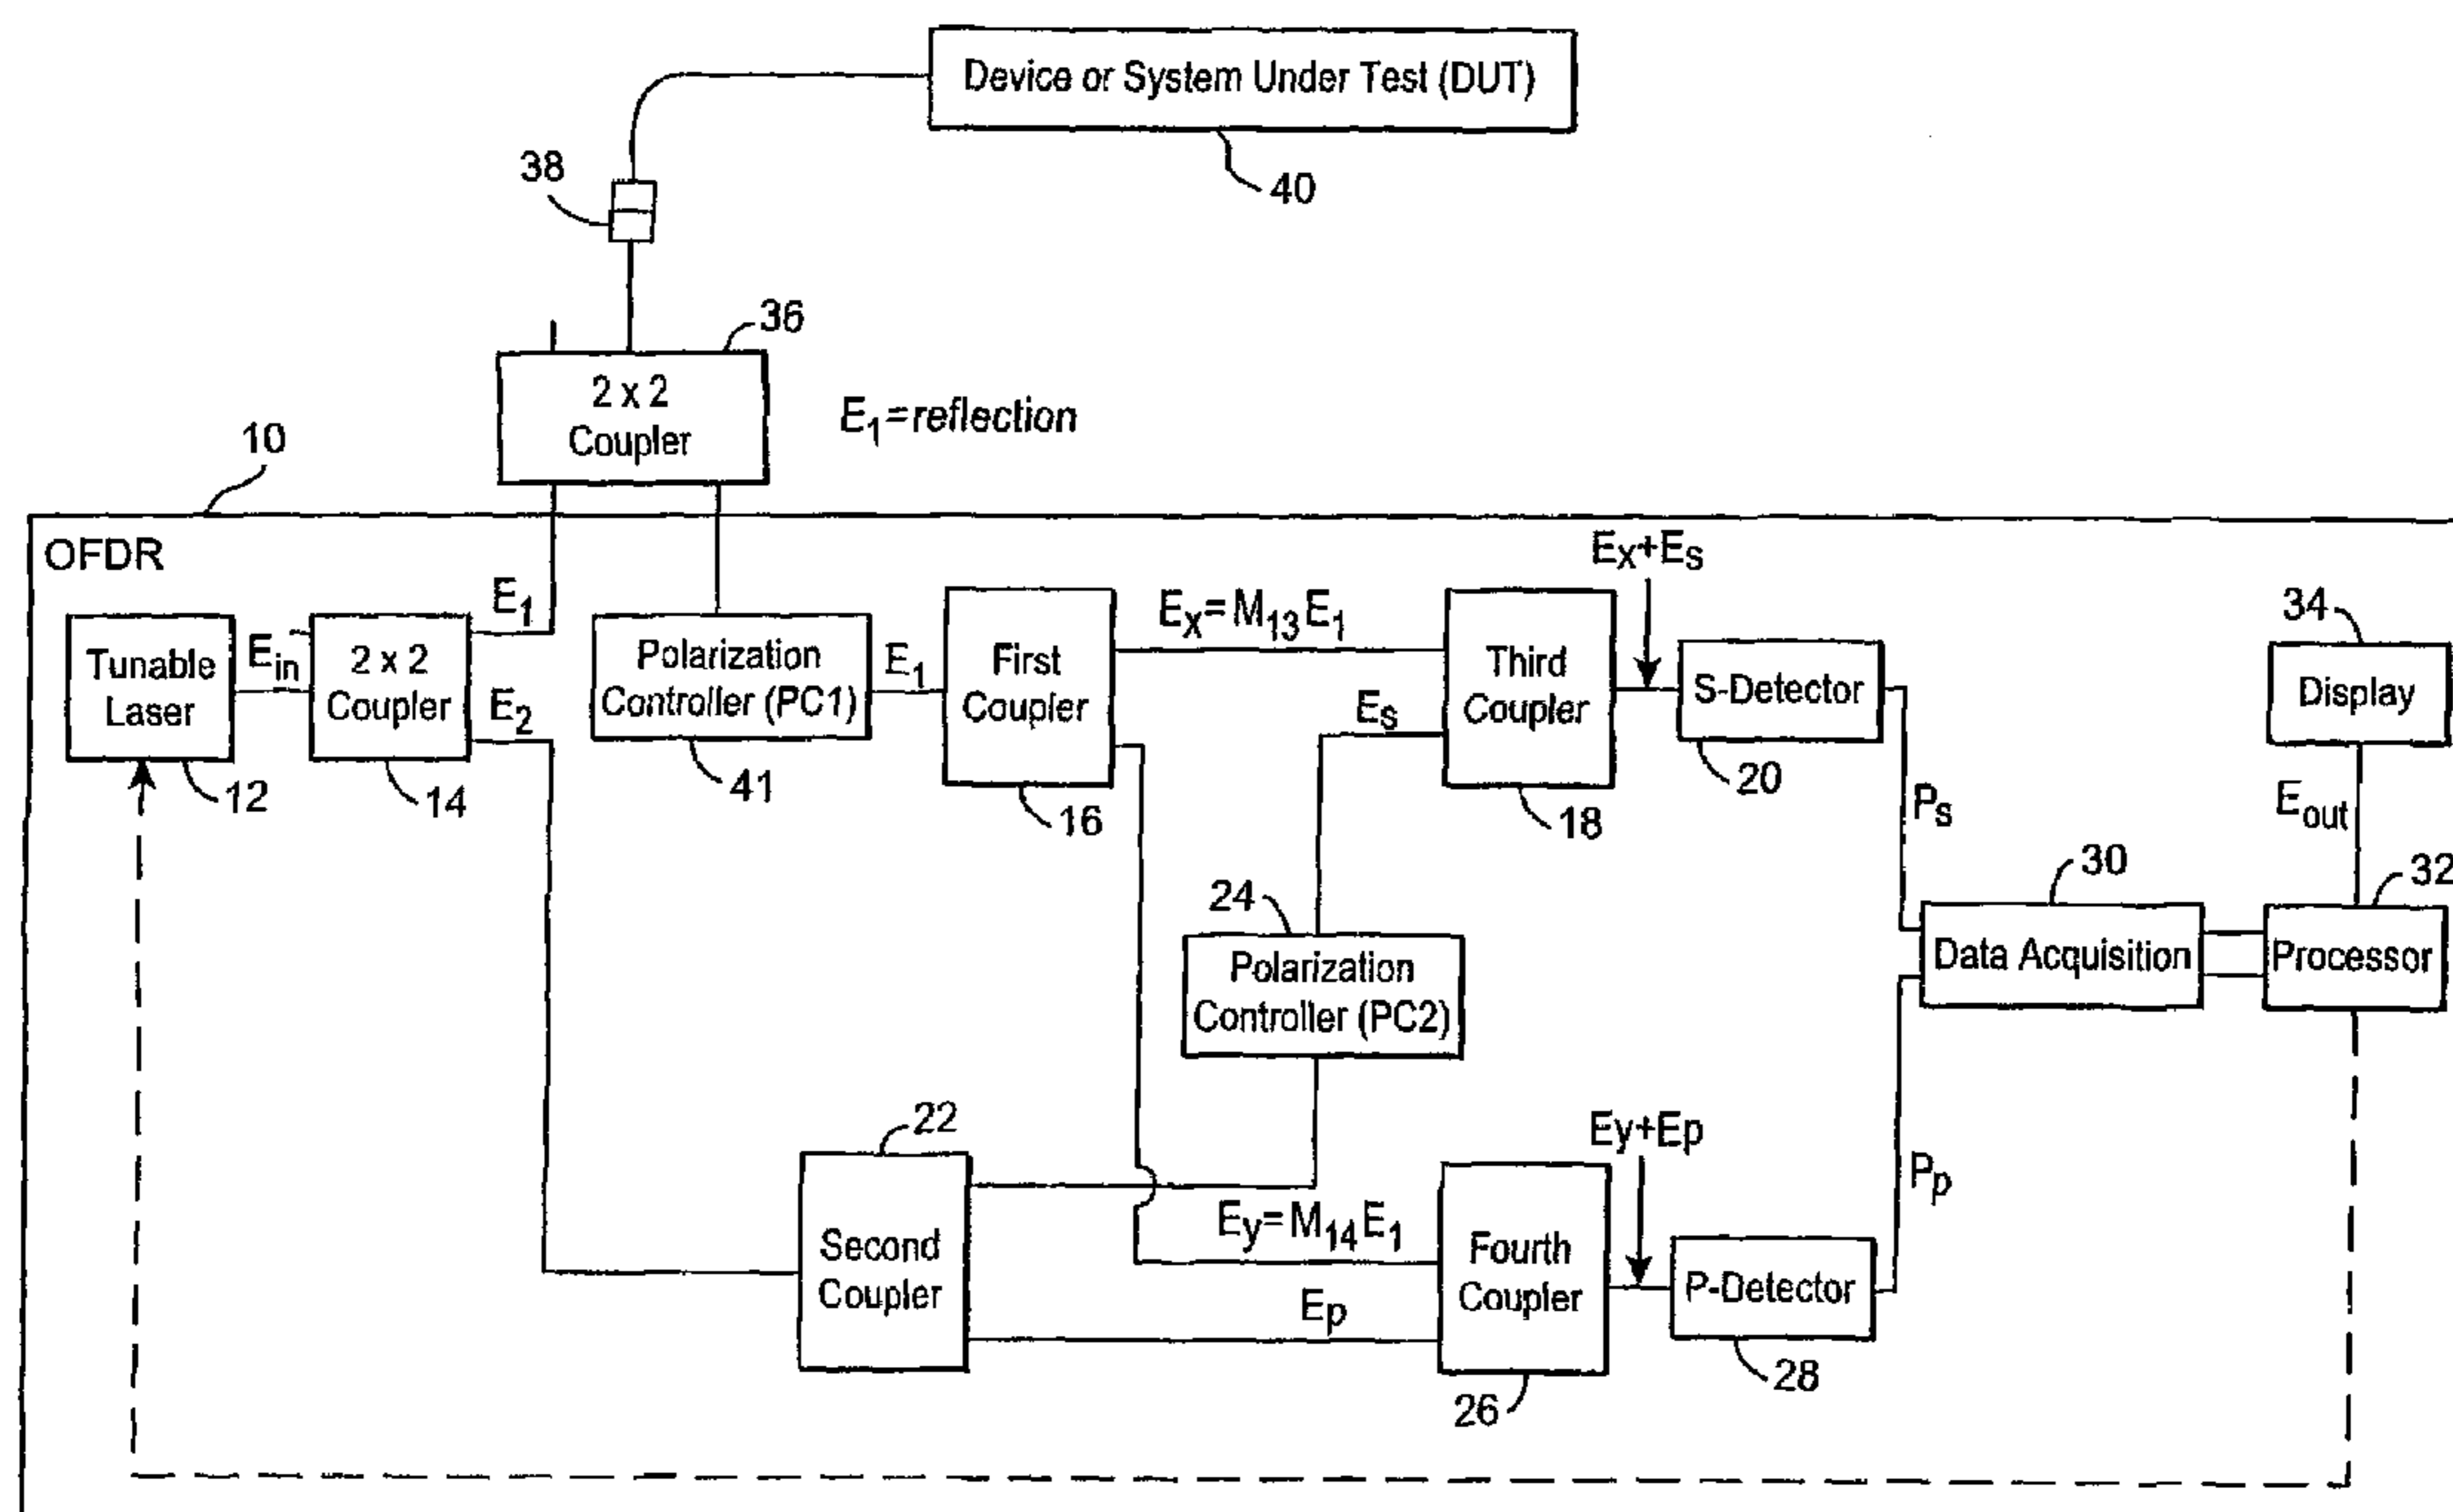 Device or System Under Test (DUT)
38
40
36
2 x 2
Coupler
E₁=reflection
10
OFDR
Eₓ+Eₛ
34
E₁
Eₓ=M₁₃E₁
Tunable
Laser
E_in
2 x 2
Coupler
E₂
Polarization
Controller (PC1)
E₁
First
Coupler
Eₛ
Third
Coupler
S-Detector
Display
12
14
41
16
18
20
Pₛ
E_out
24
30
32
Polarization
Controller (PC2)
Data Acquisition
Processor
22
Ey+Ep
Pₚ
Second
Coupler
Ey=M₁₄E₁
Eₚ
Fourth
Coupler
P-Detector
26
28